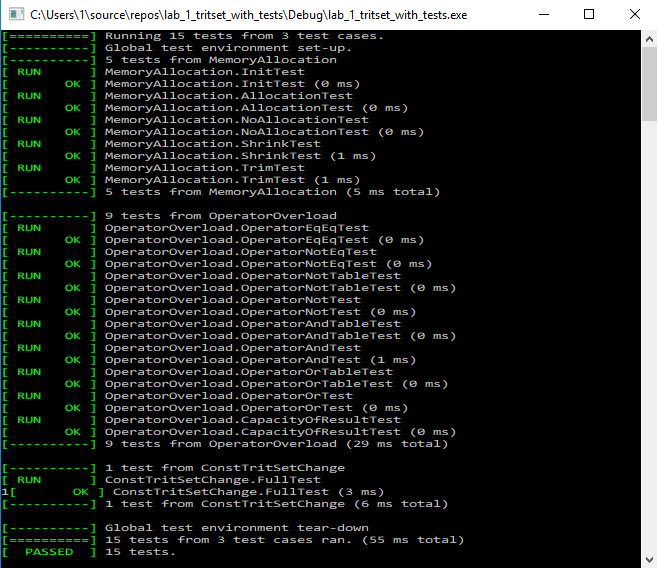 C:\Users\1\source\repos\lab_1_tritset_with_tests\Debug\lab_1_tritset_with_tests.exe
[==========] Running 15 tests from 3 test cases.
[----------] Global test environment set-up.
[----------] 5 tests from MemoryAllocation
[ RUN      ] MemoryAllocation.InitTest
[       OK ] MemoryAllocation.InitTest (0 ms)
[ RUN      ] MemoryAllocation.AllocationTest
[       OK ] MemoryAllocation.AllocationTest (0 ms)
[ RUN      ] MemoryAllocation.NoAllocationTest
[       OK ] MemoryAllocation.NoAllocationTest (0 ms)
[ RUN      ] MemoryAllocation.ShrinkTest
[       OK ] MemoryAllocation.ShrinkTest (1 ms)
[ RUN      ] MemoryAllocation.TrimTest
[       OK ] MemoryAllocation.TrimTest (1 ms)
[----------] 5 tests from MemoryAllocation (5 ms total)
[----------] 9 tests from OperatorOverload
[ RUN      ] OperatorOverload.OperatorEqEqTest
[       OK ] OperatorOverload.OperatorEqEqTest (0 ms)
[ RUN      ] OperatorOverload.OperatorNotEqTest
[       OK ] OperatorOverload.OperatorNotEqTest (0 ms)
[ RUN      ] OperatorOverload.OperatorNotTableTest
[       OK ] OperatorOverload.OperatorNotTableTest (0 ms)
[ RUN      ] OperatorOverload.OperatorNotTest
[       OK ] OperatorOverload.OperatorNotTest (0 ms)
[ RUN      ] OperatorOverload.OperatorAndTableTest
[       OK ] OperatorOverload.OperatorAndTableTest (0 ms)
[ RUN      ] OperatorOverload.OperatorAndTest
[       OK ] OperatorOverload.OperatorAndTest (1 ms)
[ RUN      ] OperatorOverload.OperatorOrTableTest
[       OK ] OperatorOverload.OperatorOrTableTest (0 ms)
[ RUN      ] OperatorOverload.OperatorOrTest
[       OK ] OperatorOverload.OperatorOrTest (0 ms)
[ RUN      ] OperatorOverload.CapacityOfResultTest
[       OK ] OperatorOverload.CapacityOfResultTest (0 ms)
[----------] 9 tests from OperatorOverload (29 ms total)
[----------] 1 test from ConstTritSetChange
[ RUN      ] ConstTritSetChange.FullTest
1[       OK ] ConstTritSetChange.FullTest (3 ms)
[----------] 1 test from ConstTritSetChange (6 ms total)
[----------] Global test environment tear-down
[==========] 15 tests from 3 test cases ran. (55 ms total)
[  PASSED  ] 15 tests.